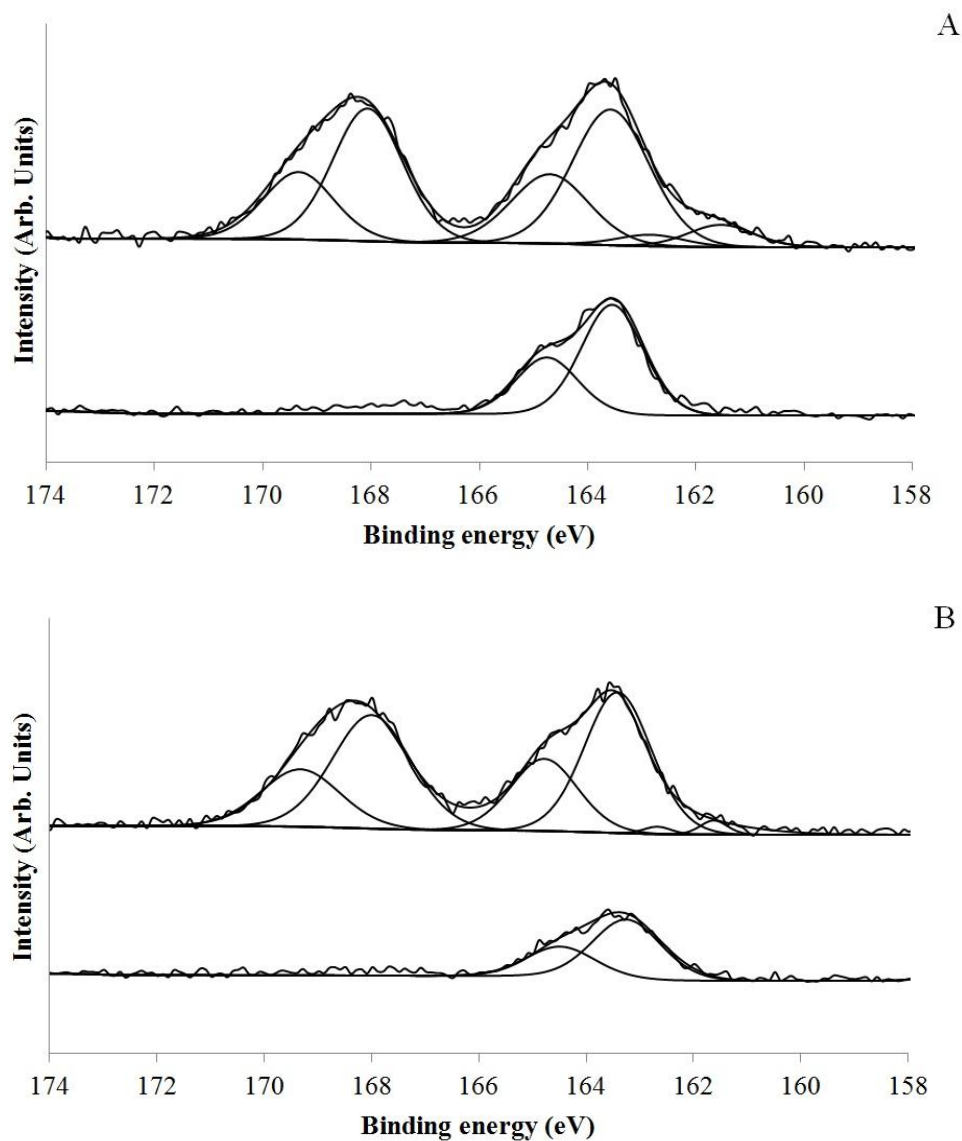 A
Intensity (Arb. Units)
174 172 170 168 166 164 162 160 158
Binding energy (eV)
B
Intensity (Arb. Units)
174 172 170 168 166 164 162 160 158
Binding energy (eV)